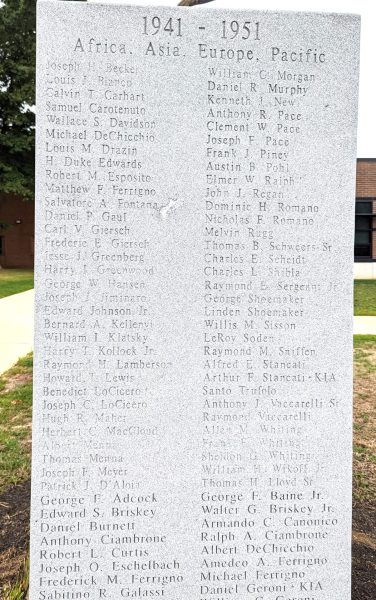 1941 - 1951
Africa, Asia, Europe, Pacific
Joseph H. Becker
Louis J. Bianco
Calvin T. Carhart
Samuel Carotenuto
Wallace S. Davidson
Michael DeChicchio
Louis M. Drazin
H. Duke Edwards
Robert M. Esposito
Matthew F. Ferrigno
Salvatore A. Fontana
Daniel P. Gaul
Carl V. Giersch
Frederic E. Giersch
Jesse J. Greenberg
Harry J. Greenwood
George W. Hansen
Joseph J. Jiminaro
Edward Johnson Jr.
Bernard A. Kellenyi
William I. Klatsky
Harry T. Kollock Jr.
Raymond H. Lamberson
Howard T. Lewis
Benedict LoCicero
Joseph C. LoCicero
Hugh R. Maher
Herbert C. MacCloud
Albert Menna
Thomas Menna
Joseph F. Meyer
Patrick J. D'Aloia
George F. Adcock
Edward S. Briskey
Daniel Burnett
Anthony Ciambrone
Robert L. Curtis
Joseph O. Eschelbach
Frederick M. Ferrigno
Sabitino R. Galassi
William C. Morgan
Daniel R. Murphy
Kenneth J. New
Anthony R. Pace
Clement W. Pace
Joseph F. Pace
Frank J. Piney
Austin B. Pohl
Elmer W. Ralph
John J. Regan
Dominic H. Romano
Nicholas F. Romano
Melvin Rugg
Thomas B. Schweers Sr
Charles E. Scheidt
Charles L. Shibla
Raymond E. Sergeant Jr
George Shoemaker
Linden Shoemaker
Willis M. Sisson
LeRoy Soden
Raymond M. Sniffen
Alfred E. Stancati
Arthur F. Stancati - KIA
Santo Trufolo
Anthony J. Vaccarelli Sr
Raymond Vaccarelli
Allen M. Whiting
Frank E. Whiting
Sheldon G. Whiting
William H. Wikoff Jr
Thomas H. Lloyd Sr
George F. Baine Jr.
Walter G. Briskey Jr.
Armando C. Canonico
Ralph A. Ciambrone
Albert DeChicchio
Amedeo A. Ferrigno
Michael Ferrigno
Daniel Geroni - KIA
Geroni